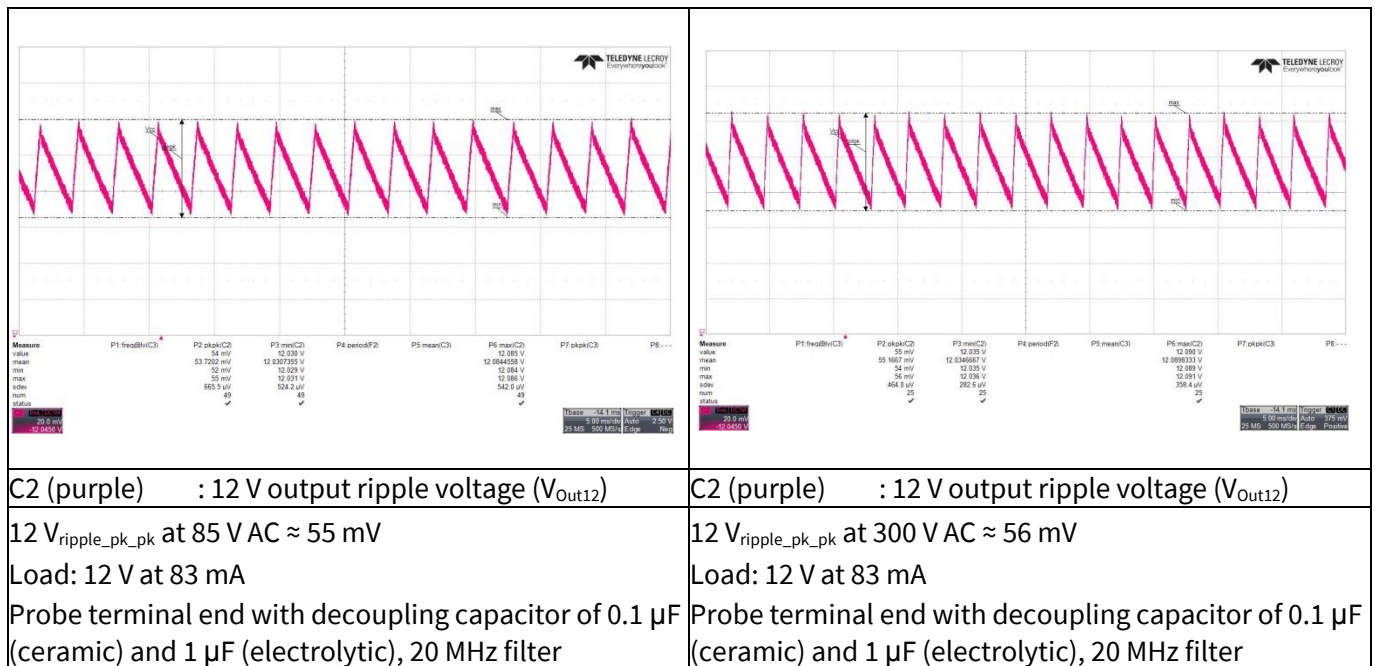 TELEDYNE LECROY
Everywhereyoulook
max
Vpp
pkpk
min
C2
Measure P1:freq@lv(C3) P2:pkpk(C2) P3:min(C2) P4:period(F2) P5:mean(C3) P6:max(C2) P7:pkpk(C3) P8:- - -
value 54 mV 12.030 V 12.085 V
mean 53.7202 mV 12.0307355 V 12.0844558 V
min 52 mV 12.029 V 12.084 V
max 55 mV 12.031 V 12.086 V
sdev 665.5 µV 524.2 µV 542.0 µV
num 49 49 49
status ✓ ✓ ✓
20.0 mV
-12.0450 V
Tbase -14.1 ms Trigger
5.00 ms/div Auto 2.50 V
25 MS 500 MS/s Edge Neg
TELEDYNE LECROY
Everywhereyoulook
max
pkpk
C2
Measure P1:freq@lv(C3) P2:pkpk(C2) P3:min(C2) P4:period(F2) P5:mean(C3) P6:max(C2) P7:pkpk(C3) P8:- - -
value 55 mV 12.035 V 12.090 V
mean 55.1667 mV 12.0346667 V 12.0898333 V
min 54 mV 12.035 V 12.089 V
max 56 mV 12.036 V 12.091 V
sdev 464.0 µV 282.6 µV 358.4 µV
num 25 25 25
status ✓ ✓ ✓
20.0 mV
-12.0450 V
Tbase -14.1 ms Trigger
5.00 ms/div Auto 375 mV
25 MS 500 MS/s Edge Positive
C2 (purple) : 12 V output ripple voltage (VOut12)
C2 (purple) : 12 V output ripple voltage (VOut12)
12 Vripple_pk_pk at 85 V AC ≈ 55 mV
Load: 12 V at 83 mA
Probe terminal end with decoupling capacitor of 0.1 µF
(ceramic) and 1 µF (electrolytic), 20 MHz filter
12 Vripple_pk_pk at 300 V AC ≈ 56 mV
Load: 12 V at 83 mA
Probe terminal end with decoupling capacitor of 0.1 µF
(ceramic) and 1 µF (electrolytic), 20 MHz filter